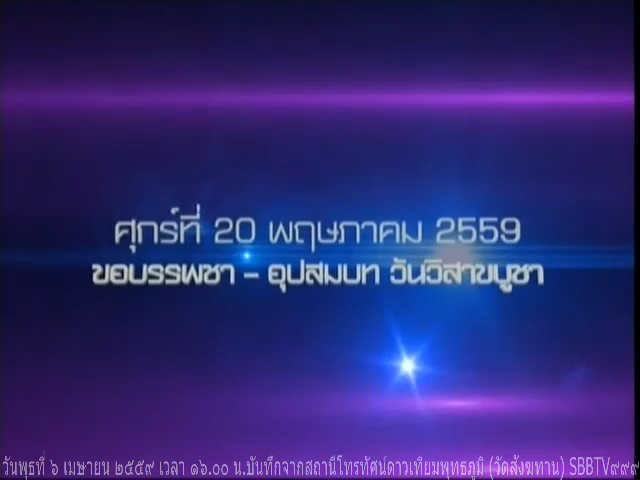 ศุกร์ที่ 20 พฤษภาคม 2559
ขอบรรพชา – อุปสมบท วันวิสาขบูชา
วันพุธที่ ๖ เมษายน ๒๕๕๙ เวลา ๑๖.๐๐ น.บันทึกจากสถานีโทรทัศน์ดาวเทียมพุทธภูมิ (วัดสังฆทาน) SBBTV๙๙๙